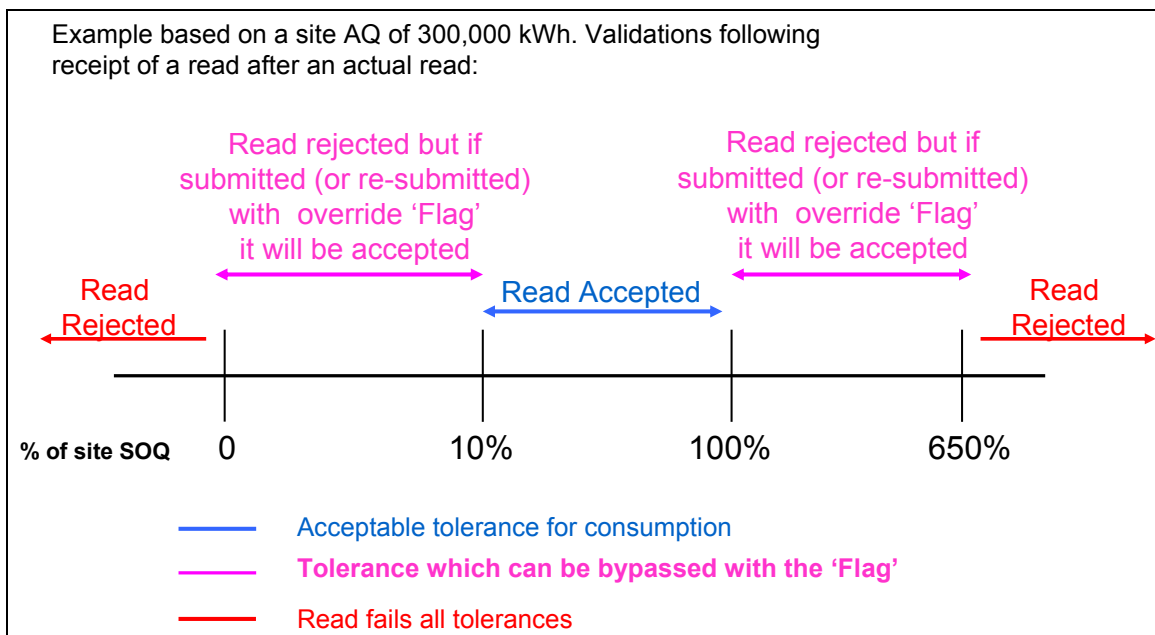 Example based on a site AQ of 300,000 kWh. Validations following
receipt of a read after an actual read:
Read rejected but if
submitted (or re-submitted)
with  override ‘Flag’
it will be accepted
Read rejected but if
submitted (or re-submitted)
with  override ‘Flag’
it will be accepted
Read
Rejected
Read Accepted
Read
Rejected
% of site SOQ
0
10%
100%
650%
Acceptable tolerance for consumption
Tolerance which can be bypassed with the ‘Flag’
Read fails all tolerances